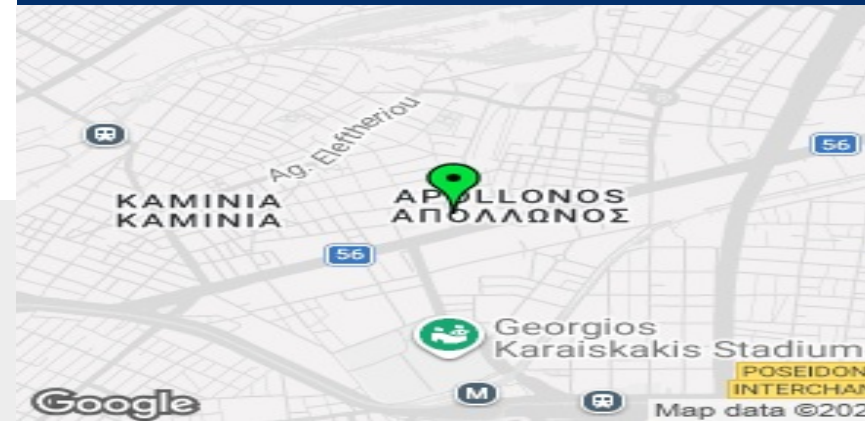 Ag. Eleftheriou
56
KAMINIA
ΚΑΜΙΝΙΑ
APOLLONOS
ΑΠΟΛΛΩΝΟΣ
56
Georgios
Karaiskakis Stadium
POSEIDON
INTERCHAN
M
Google
Map data ©202